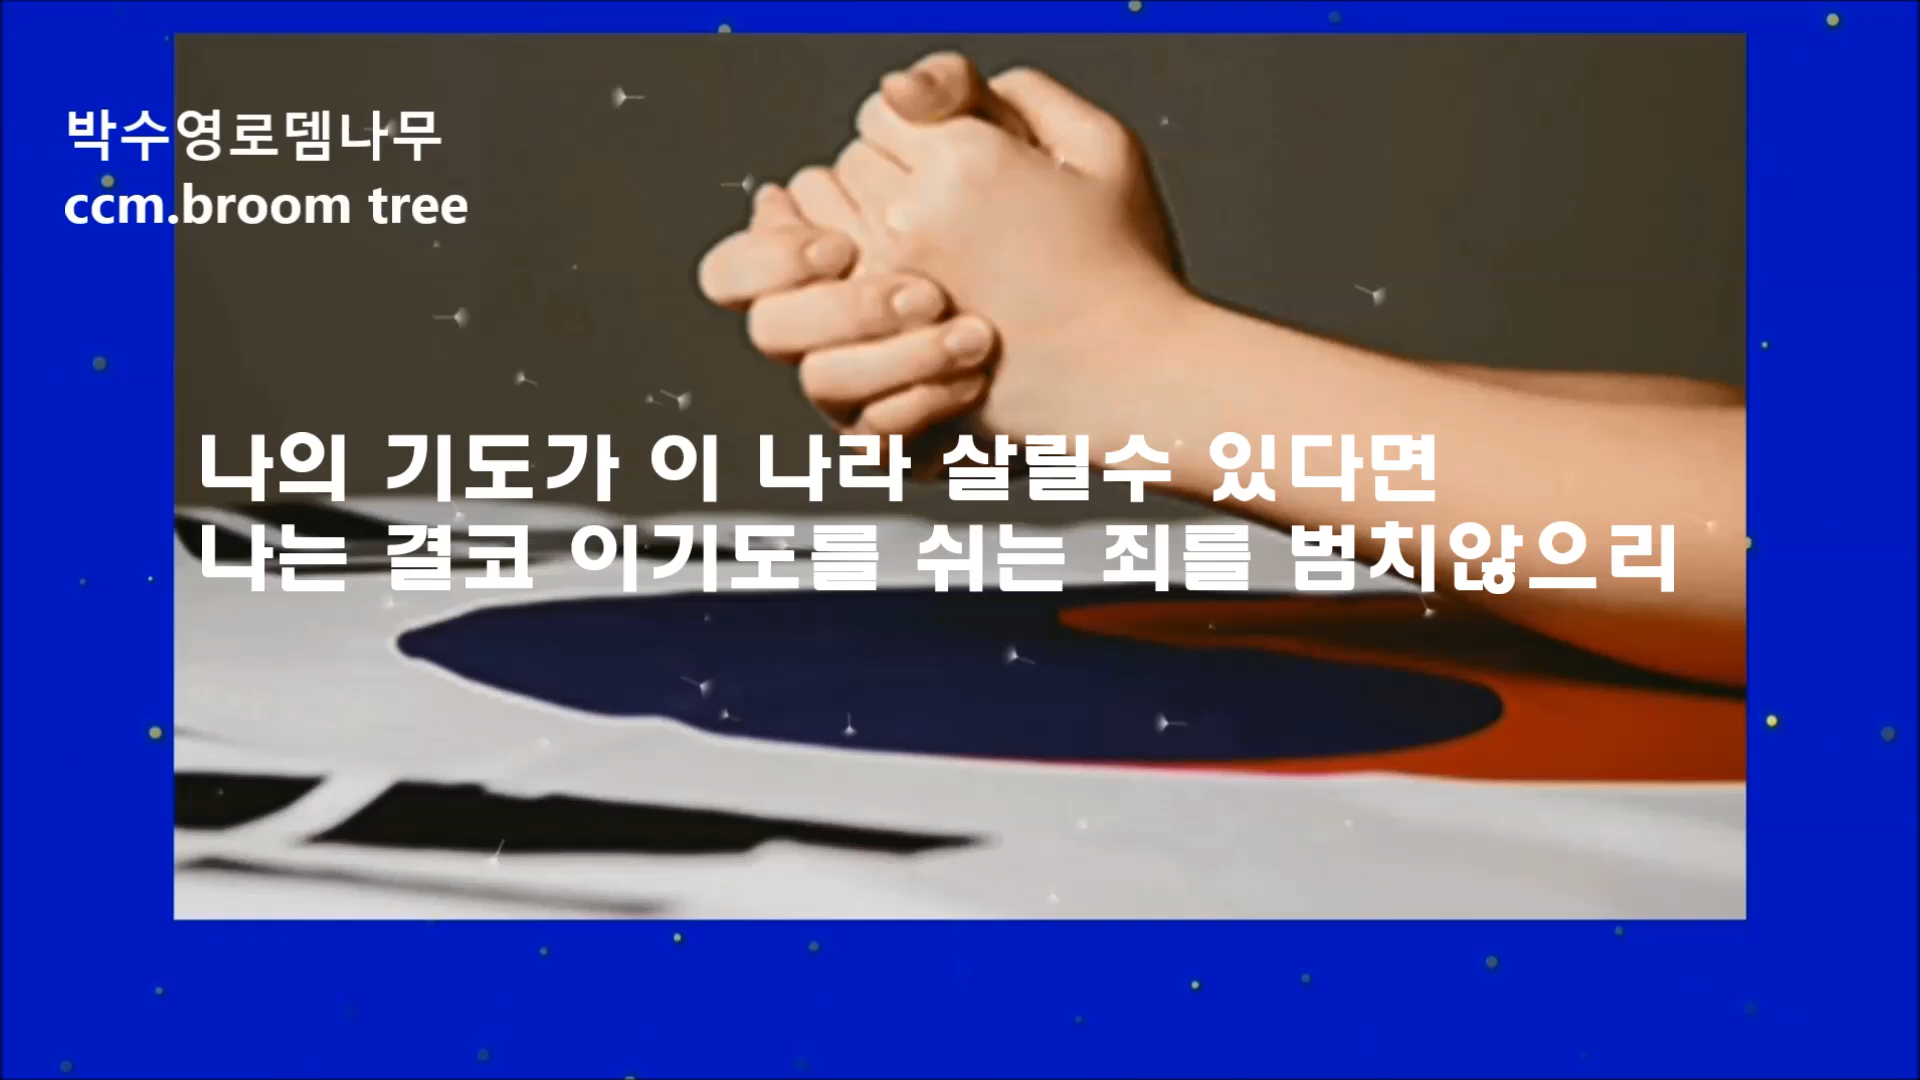 박수영로뎀나무
ccm.broom tree
나의 기도가 이 나라 살릴수 있다면
나는 결코 이기도를 쉬는 죄를 범치않으리